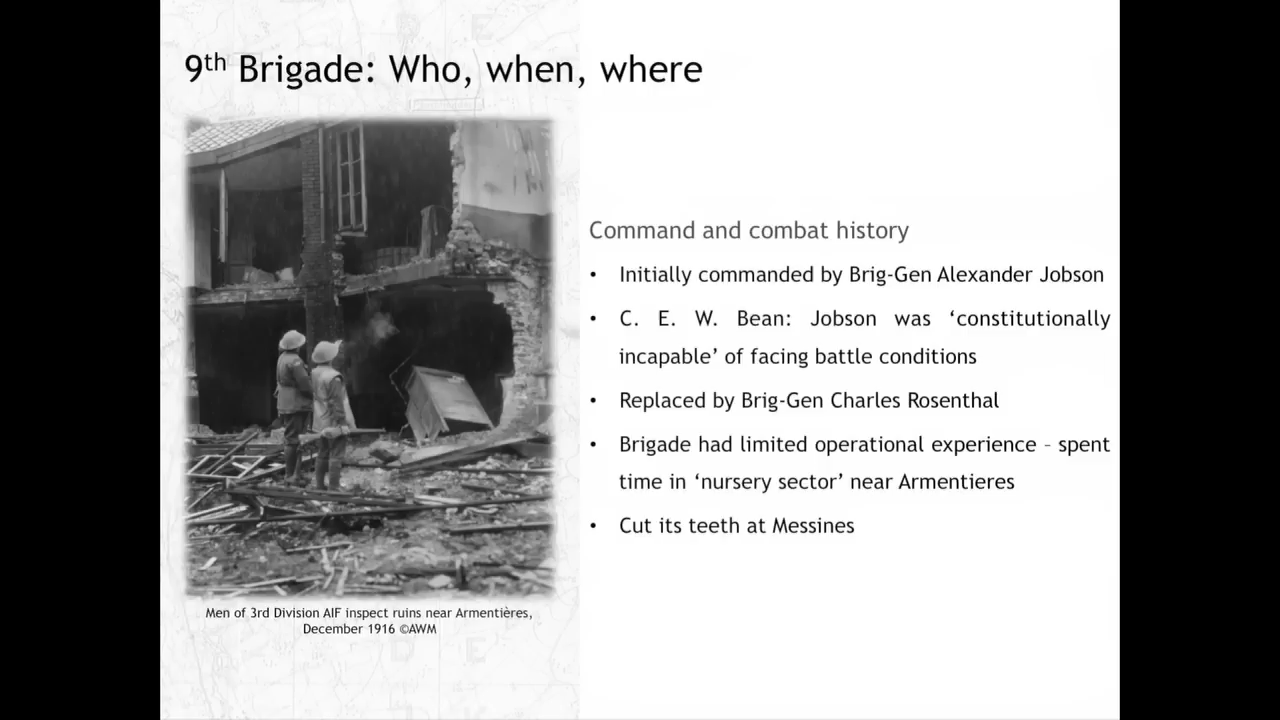 9th Brigade: Who, when, where
Command and combat history
• Initially commanded by Brig-Gen Alexander Jobson
• C. E. W. Bean: Jobson was ‘constitutionally
incapable’ of facing battle conditions
• Replaced by Brig-Gen Charles Rosenthal
• Brigade had limited operational experience – spent
time in ‘nursery sector’ near Armentieres
• Cut its teeth at Messines
Men of 3rd Division AIF inspect ruins near Armentières,
December 1916 ©AWM